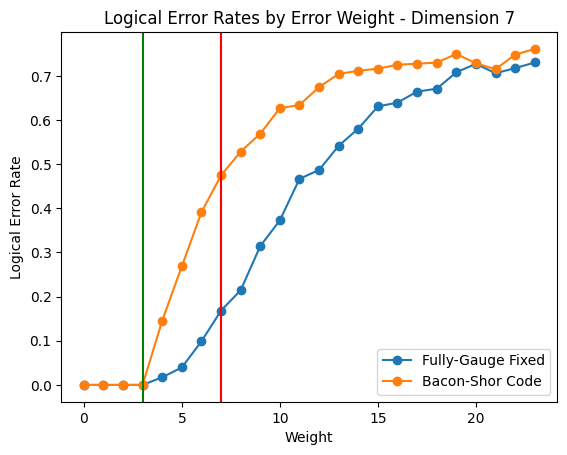 Logical Error Rates by Error Weight - Dimension 7
Logical Error Rate
0.7
0.6
0.5
0.4
0.3
0.2
0.1
0.0
Fully-Gauge Fixed
Bacon-Shor Code
0
5
10
15
20
Weight